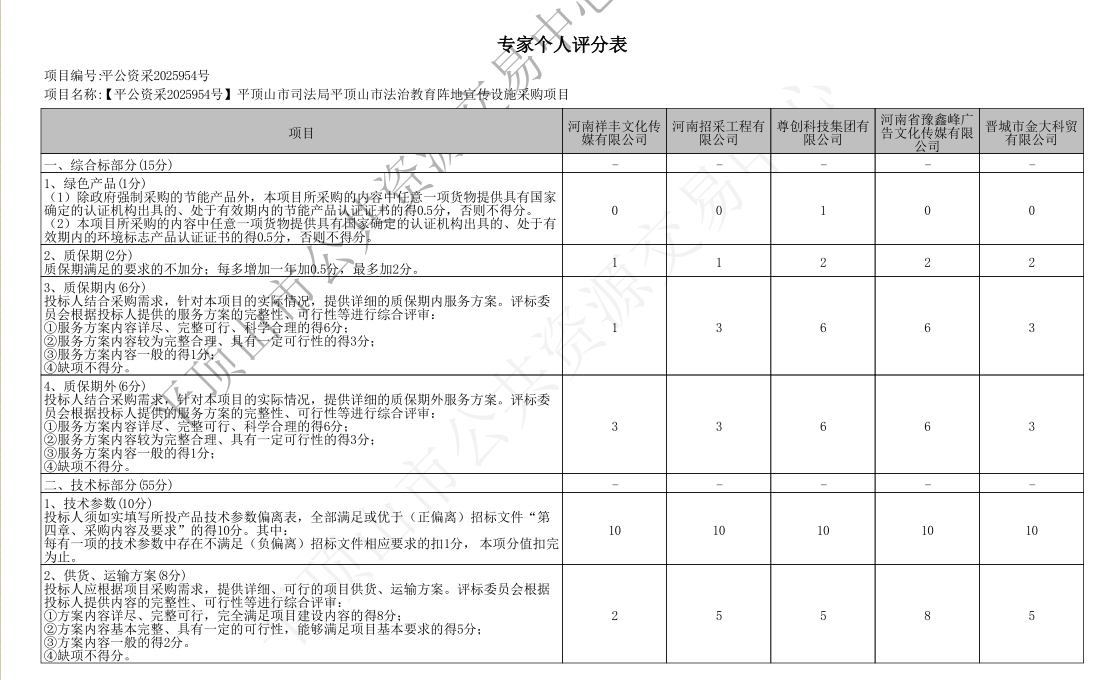 专家个人评分表
项目编号:平公资采2025954号
项目名称:【平公资采2025954号】平顶山市司法局平顶山市法治教育阵地宣传设施采购项目
项目 河南祥丰文化传 河南招采工程有 尊创科技集团有 河南省豫鑫峰广 晋城市金大科贸
媒有限公司 限公司 限公司 告文化传媒有限 有限公司
公司
一、综合标部分(15分) - - - - -
1、绿色产品(1分)
（1）除政府强制采购的节能产品外，本项目所采购的内容中任意一项货物提供具有国家
确定的认证机构出具的、处于有效期内的节能产品认证证书的得0.5分，否则不得分。
（2）本项目所采购的内容中任意一项货物提供具有国家确定的认证机构出具的、处于有
效期内的环境标志产品认证证书的得0.5分，否则不得分。
0 0 1 0 0
2、质保期(2分)
质保期满足的要求的不加分；每多增加一年加0.5分，最多加2分。
1 1 2 2 2
3、质保期内(6分)
投标人结合采购需求，针对本项目的实际情况，提供详细的质保期内服务方案。评标委
员会根据投标人提供的服务方案的完整性、可行性等进行综合评审：
①服务方案内容详尽、完整可行、科学合理的得6分；
②服务方案内容较为完整合理、具有一定可行性的得3分；
③服务方案内容一般的得1分；
④缺项不得分。
1 3 6 6 3
4、质保期外(6分)
投标人结合采购需求，针对本项目的实际情况，提供详细的质保期外服务方案。评标委
员会根据投标人提供的服务方案的完整性、可行性等进行综合评审：
①服务方案内容详尽、完整可行、科学合理的得6分；
②服务方案内容较为完整合理、具有一定可行性的得3分；
③服务方案内容一般的得1分；
④缺项不得分。
3 3 6 6 3
二、技术标部分(55分) - - - - -
1、技术参数(10分)
投标人须如实填写所投产品技术参数偏离表，全部满足或优于（正偏离）招标文件“第
四章、采购内容及要求”的得10分。其中：
每有一项的技术参数中存在不满足（负偏离）招标文件相应要求的扣1分， 本项分值扣完
为止。
10 10 10 10 10
2、供货、运输方案(8分)
投标人应根据项目采购需求，提供详细、可行的项目供货、运输方案。评标委员会根据
投标人提供内容的完整性、可行性等进行综合评审：
①方案内容详尽、完整可行，完全满足项目建设内容的得8分；
②方案内容基本完整、具有一定的可行性，能够满足项目基本要求的得5分；
③方案内容一般的得2分。
④缺项不得分。
2 5 5 8 5
平顶山市公共资源交易中心
平顶山市公共资源交易中心